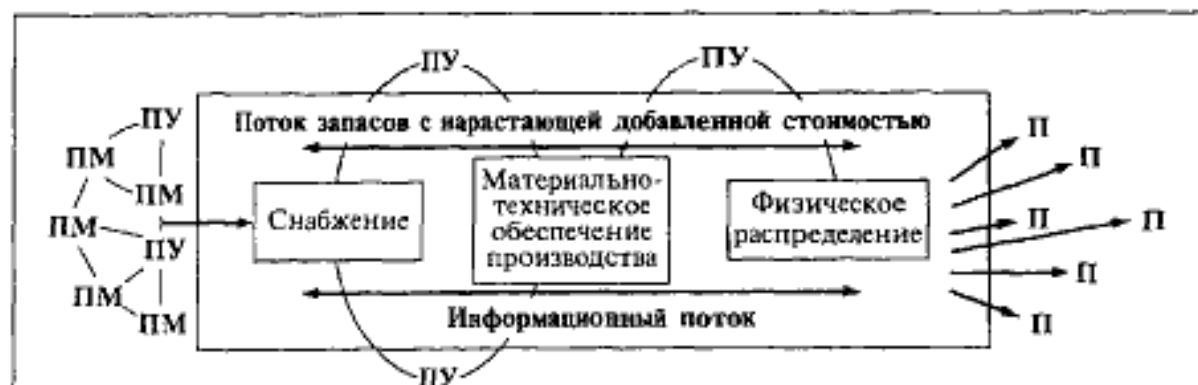 ПУ
ПУ
Поток запасов с нарастающей добавленной стоимостью
ПУ
ПМ
ПМ
ПМ
ПУ
ПМ
ПМ
Снабжение
Материально-
техническое
обеспечение
производства
Физическое
распределение
П
П
П
П
П
П
Информационный поток
ПУ